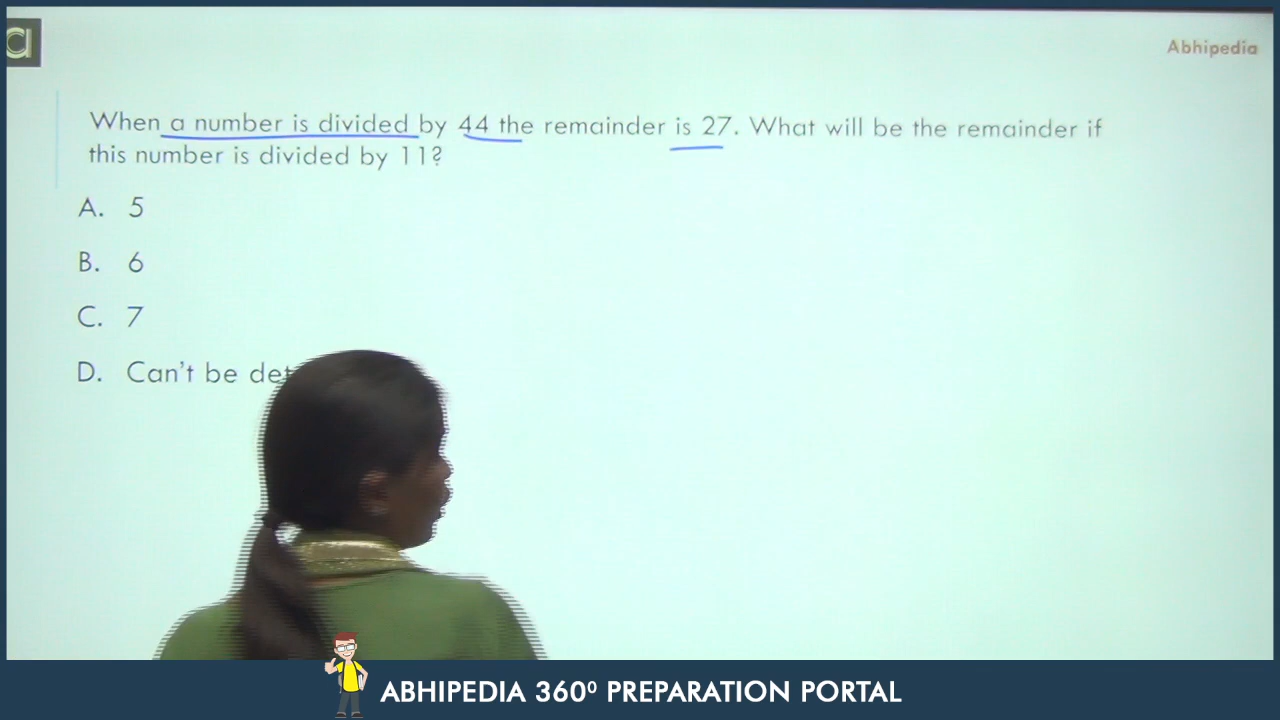 a
Abhipedia
When a number is divided by 44 the remainder is 27. What will be the remainder if
this number is divided by 11?
A. 5
B. 6
C. 7
D. Can't be
ABHIPEDIA 360⁰ PREPARATION PORTAL